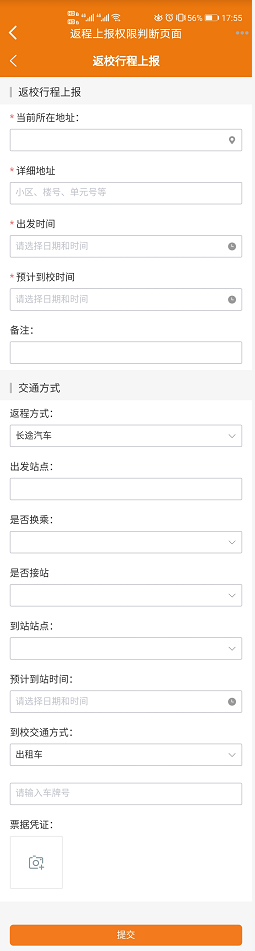 56% 17:55
返程上报权限判断页面
返校行程上报
返校行程上报
* 当前所在地址:
* 详细地址
小区、楼号、单元号等
* 出发时间
请选择日期和时间
* 预计到校时间
请选择日期和时间
备注:
交通方式
返程方式:
长途汽车
出发站点:
是否换乘:
是否接站
到站站点:
预计到站时间:
请选择日期和时间
到校交通方式:
出租车
请输入车牌号
票据凭证:
提交